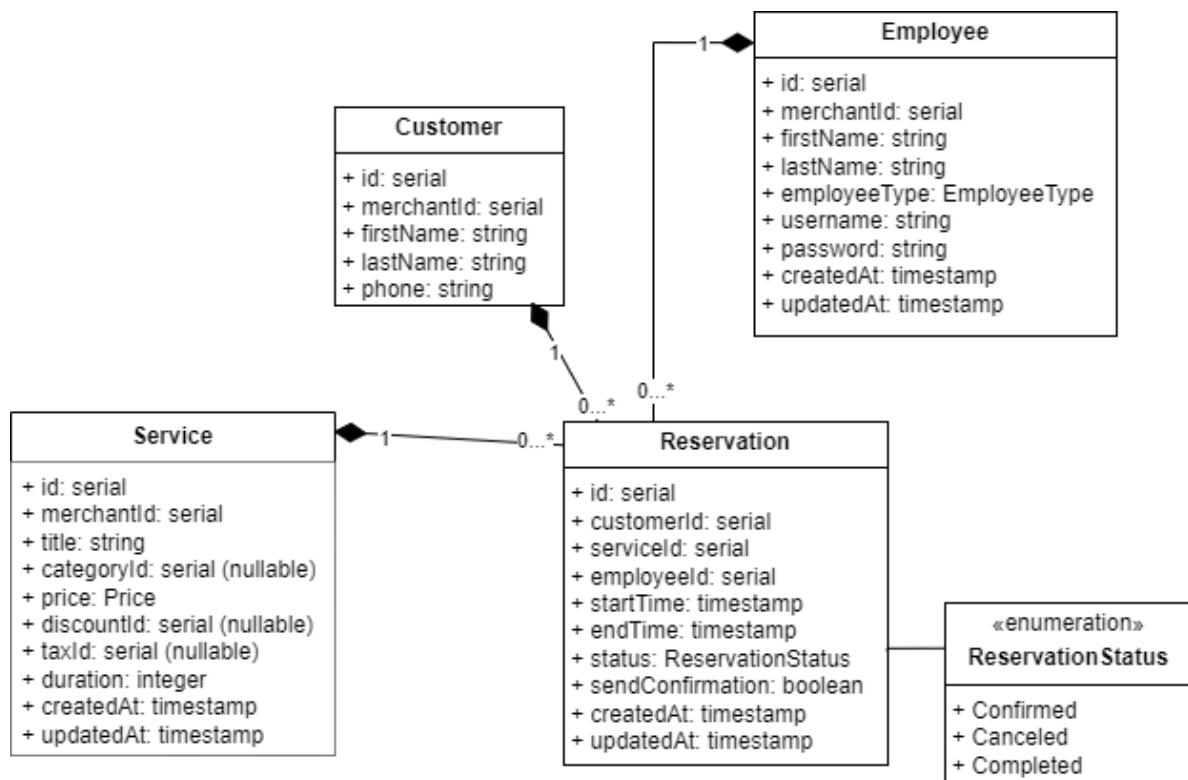 Employee
+ id: serial
+ merchantId: serial
+ firstName: string
+ lastName: string
+ employeeType: EmployeeType
+ username: string
+ password: string
+ createdAt: timestamp
+ updatedAt: timestamp
1
0...*
Customer
+ id: serial
+ merchantId: serial
+ firstName: string
+ lastName: string
+ phone: string
1
0...*
Service
+ id: serial
+ merchantId: serial
+ title: string
+ categoryId: serial (nullable)
+ price: Price
+ discountId: serial (nullable)
+ taxId: serial (nullable)
+ duration: integer
+ createdAt: timestamp
+ updatedAt: timestamp
1
0...*
Reservation
+ id: serial
+ customerId: serial
+ serviceId: serial
+ employeeId: serial
+ startTime: timestamp
+ endTime: timestamp
+ status: ReservationStatus
+ sendConfirmation: boolean
+ createdAt: timestamp
+ updatedAt: timestamp
«enumeration»
ReservationStatus
+ Confirmed
+ Canceled
+ Completed